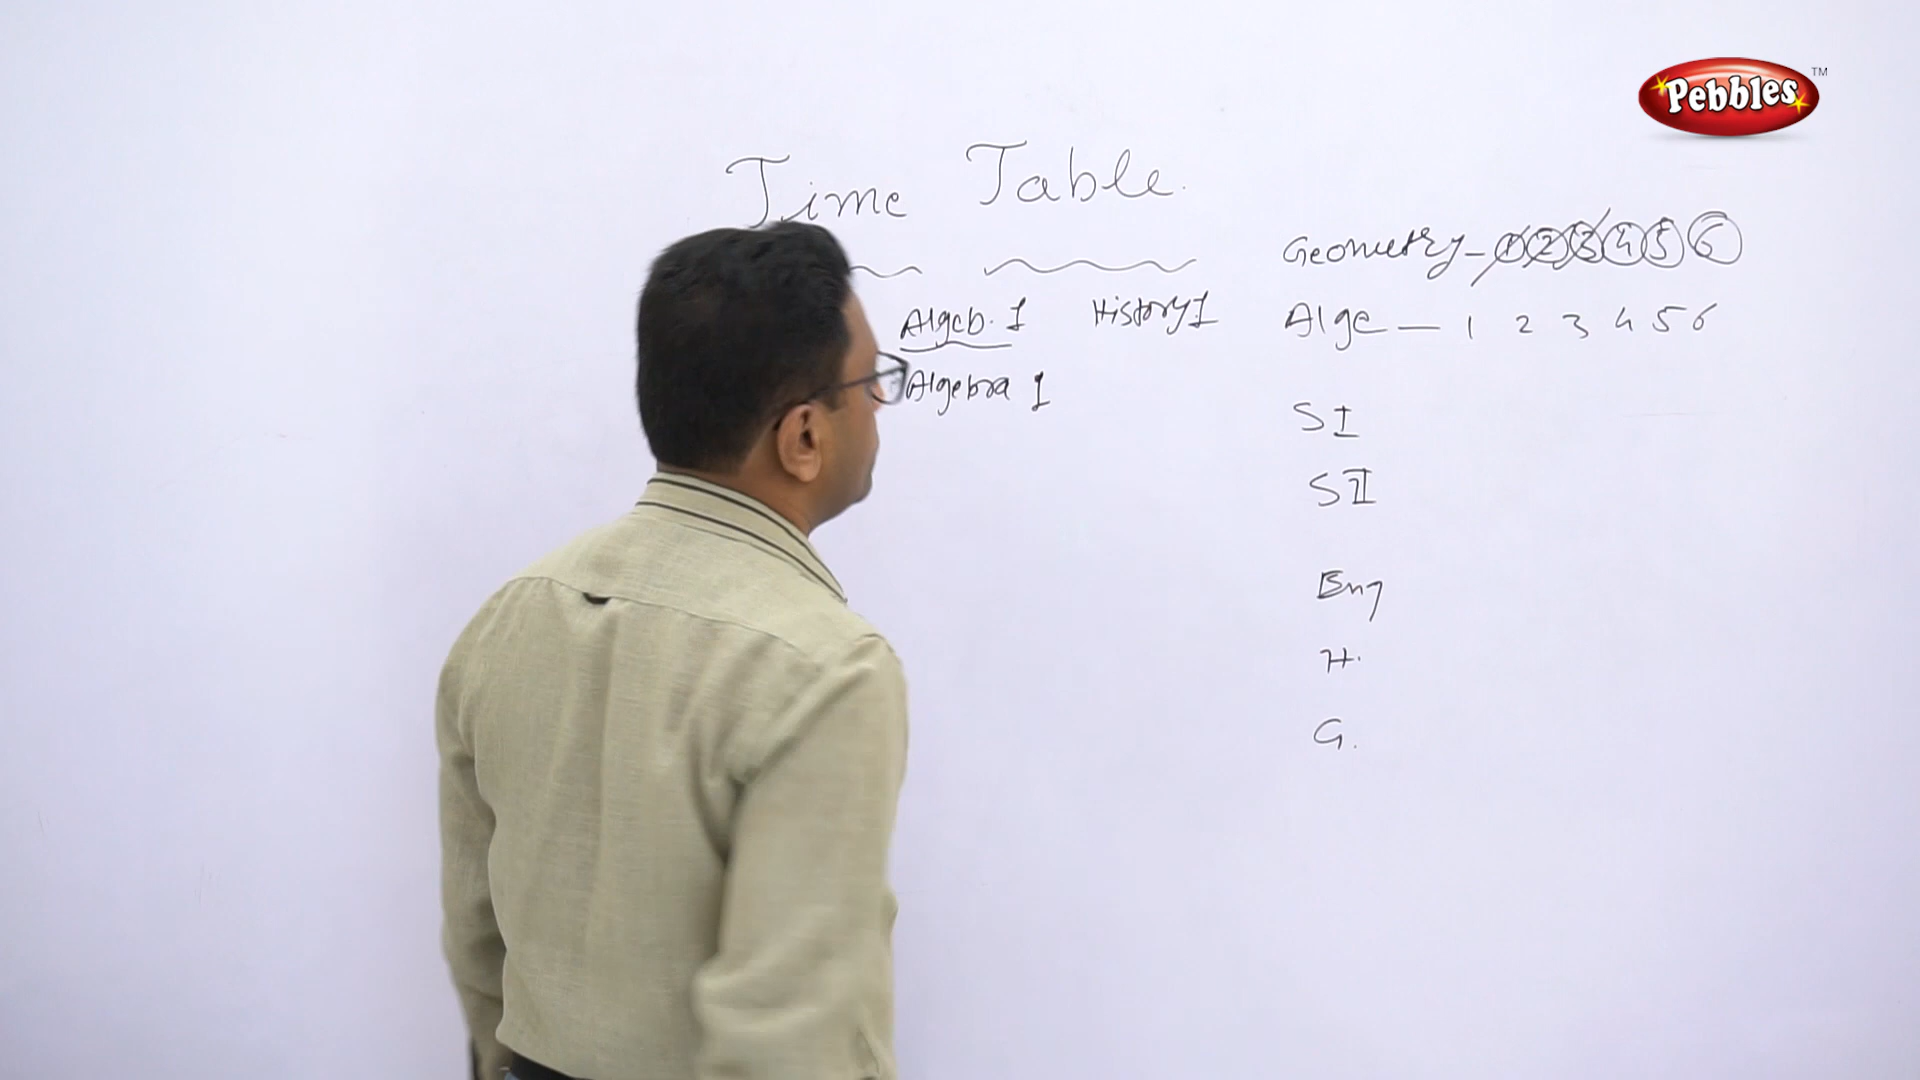 Pebbles TM
Time Table.
Geometry - 1 2 3 4 5 6
Algeb. I History I
Alge — 1 2 3 4 5 6
Algebra I
S I
S II
Eng
H.
G.